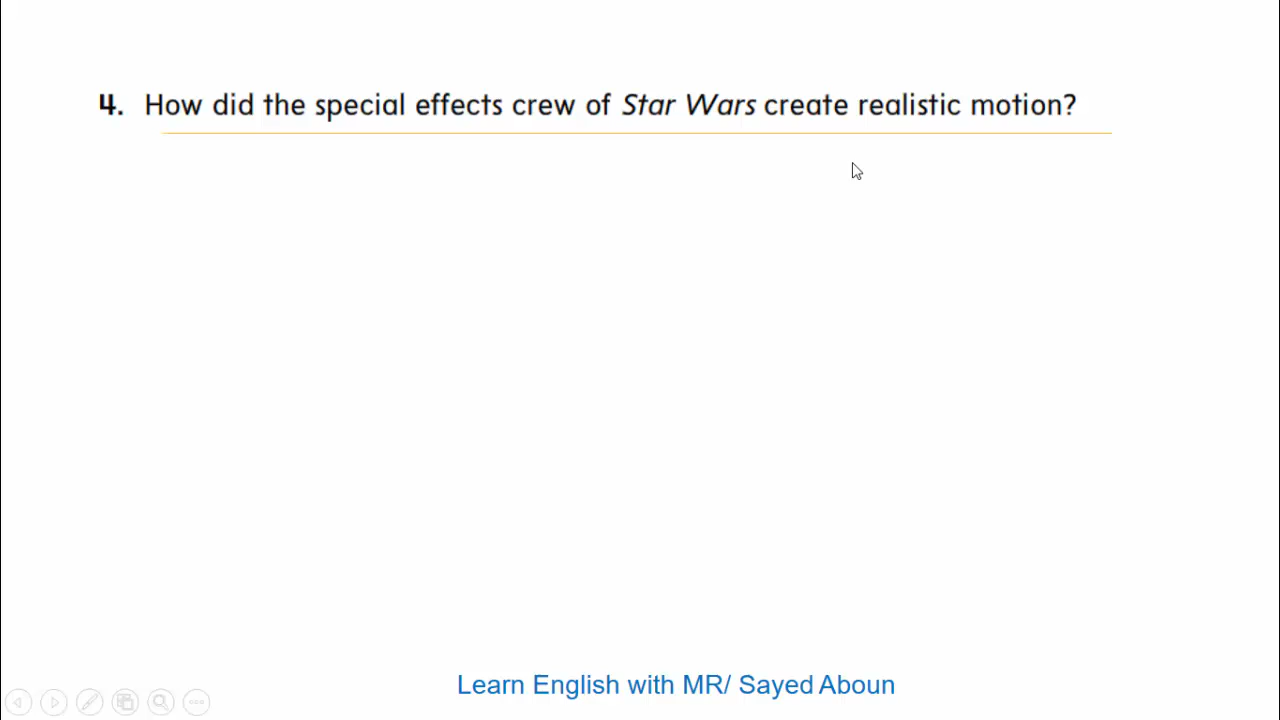 4. How did the special effects crew of Star Wars create realistic motion?
Learn English with MR/ Sayed Aboun